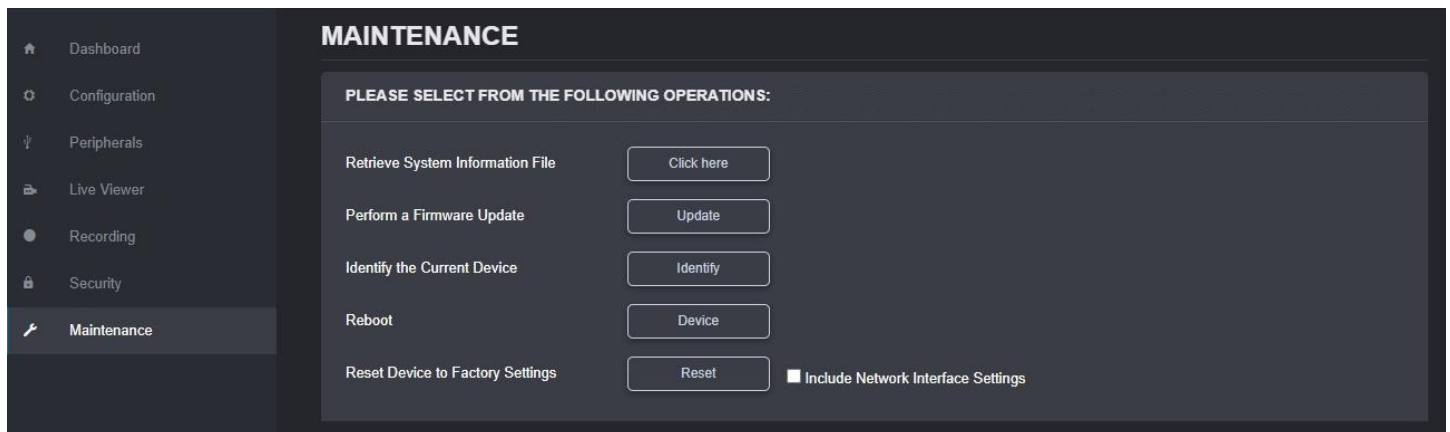 Dashboard
Configuration
Peripherals
Live Viewer
Recording
Security
Maintenance
MAINTENANCE
PLEASE SELECT FROM THE FOLLOWING OPERATIONS:
Retrieve System Information File Click here
Perform a Firmware Update Update
Identify the Current Device Identify
Reboot Device
Reset Device to Factory Settings Reset Include Network Interface Settings